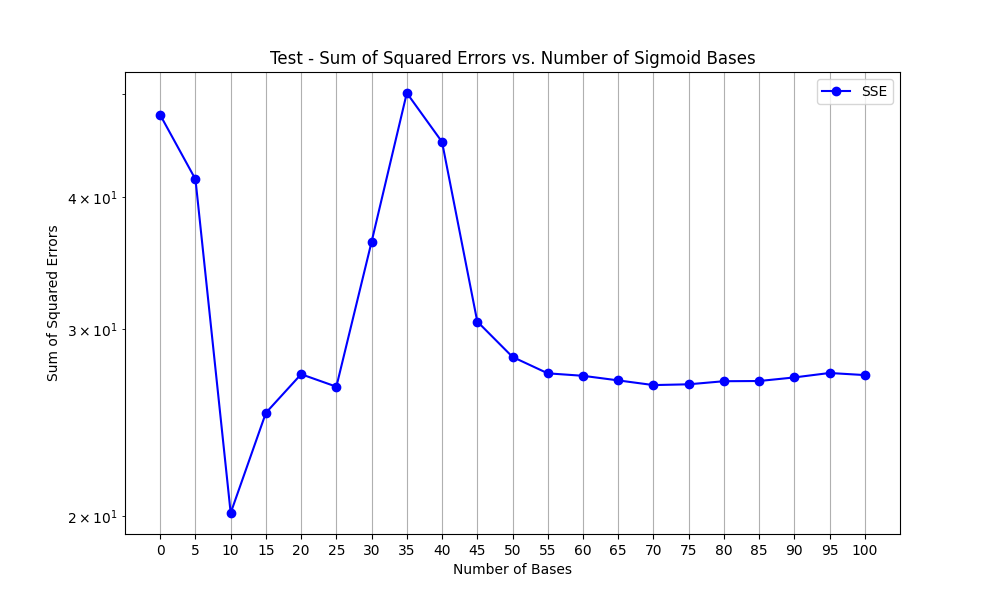 Test - Sum of Squared Errors vs. Number of Sigmoid Bases
SSE
4 × 10¹
3 × 10¹
2 × 10¹
Sum of Squared Errors
0 5 10 15 20 25 30 35 40 45 50 55 60 65 70 75 80 85 90 95 100
Number of Bases